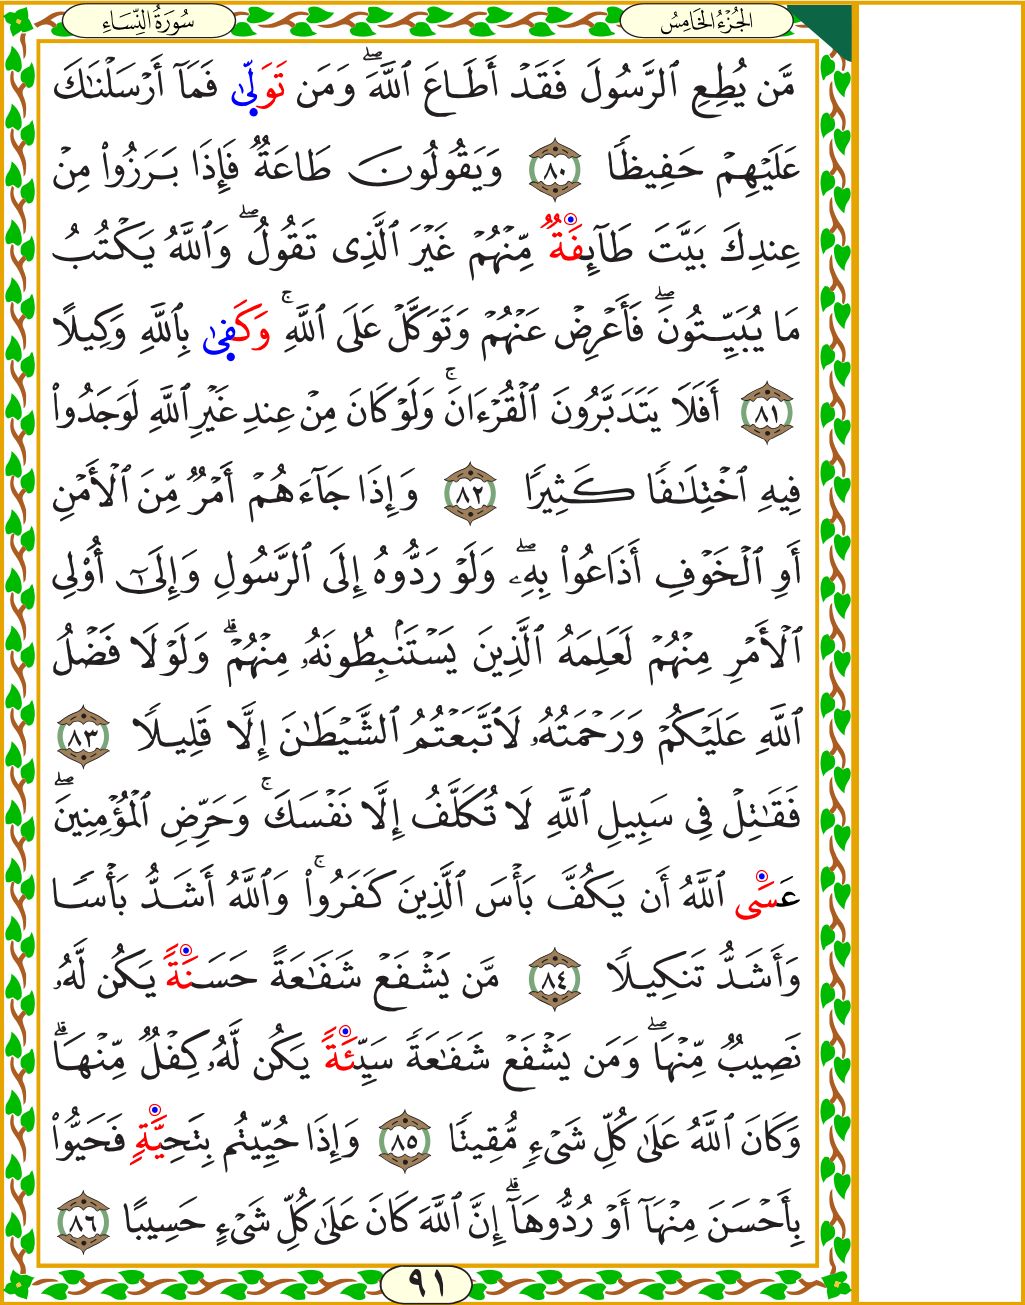 الجُزْءُ الخَامِسُ
سُورَةُ النِّسَاءِ
مَّن يُطِعِ ٱلرَّسُولَ فَقَدْ أَطَاعَ ٱللَّهَۖ وَمَن تَوَلَّىٰ فَمَآ أَرْسَلْنَٰكَ
عَلَيْهِمْ حَفِيظًا ٨٠ وَيَقُولُونَ طَاعَةٌ فَإِذَا بَرَزُوا۟ مِنْ
عِندِكَ بَيَّتَ طَآئِفَةٌ مِّنْهُمْ غَيْرَ ٱلَّذِى تَقُولُۖ وَٱللَّهُ يَكْتُبُ
مَا يُبَيِّتُونَۖ فَأَعْرِضْ عَنْهُمْ وَتَوَكَّلْ عَلَى ٱللَّهِۚ وَكَفَىٰ بِٱللَّهِ وَكِيلًا
٨١ أَفَلَا يَتَدَبَّرُونَ ٱلْقُرْءَانَۚ وَلَوْ كَانَ مِنْ عِندِ غَيْرِ ٱللَّهِ لَوَجَدُوا۟
فِيهِ ٱخْتِلَٰفًا كَثِيرًا ٨٢ وَإِذَا جَآءَهُمْ أَمْرٌ مِّنَ ٱلْأَمْنِ
أَوِ ٱلْخَوْفِ أَذَاعُوا۟ بِهِۦۖ وَلَوْ رَدُّوهُ إِلَى ٱلرَّسُولِ وَإِلَىٰٓ أُو۟لِى
ٱلْأَمْرِ مِنْهُمْ لَعَلِمَهُ ٱلَّذِينَ يَسْتَنۢبِطُونَهُۥ مِنْهُمْۗ وَلَوْلَا فَضْلُ
ٱللَّهِ عَلَيْكُمْ وَرَحْمَتُهُۥ لَٱتَّبَعْتُمُ ٱلشَّيْطَٰنَ إِلَّا قَلِيلًا ٨٣
فَقَٰتِلْ فِى سَبِيلِ ٱللَّهِ لَا تُكَلَّفُ إِلَّا نَفْسَكَۚ وَحَرِّضِ ٱلْمُؤْمِنِينَۖ
عَسَى ٱللَّهُ أَن يَكُفَّ بَأْسَ ٱلَّذِينَ كَفَرُوا۟ۚ وَٱللَّهُ أَشَدُّ بَأْسًا
وَأَشَدُّ تَنكِيلًا ٨٤ مَّن يَشْفَعْ شَفَٰعَةً حَسَنَةً يَكُن لَّهُۥ
نَصِيبٌ مِّنْهَاۖ وَمَن يَشْفَعْ شَفَٰعَةً سَيِّئَةً يَكُن لَّهُۥ كِفْلٌ مِّنْهَاۗ
وَكَانَ ٱللَّهُ عَلَىٰ كُلِّ شَىْءٍ مُّقِيتًا ٨٥ وَإِذَا حُيِّيتُم بِتَحِيَّةٍ فَحَيُّوا۟
بِأَحْسَنَ مِنْهَآ أَوْ رُدُّوهَآۗ إِنَّ ٱللَّهَ كَانَ عَلَىٰ كُلِّ شَىْءٍ حَسِيبًا ٨٦
٩١